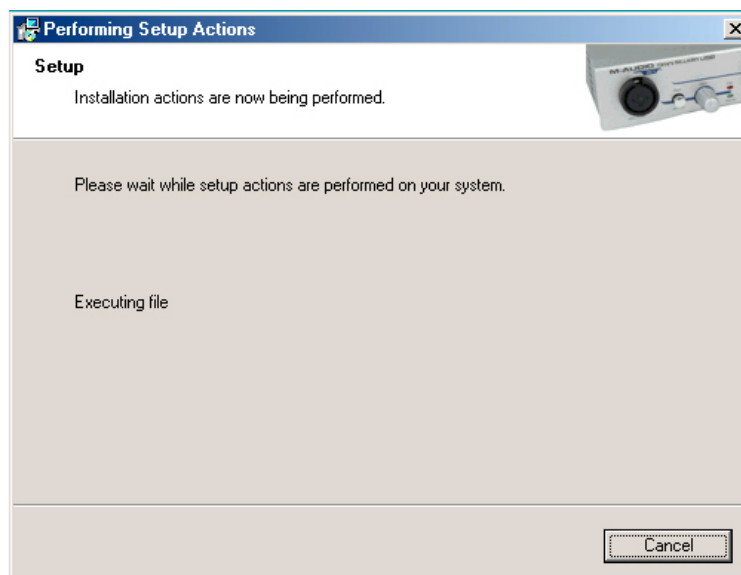 Performing Setup Actions
Setup
Installation actions are now being performed.
M-AUDIO
Please wait while setup actions are performed on your system.
Executing file
Cancel